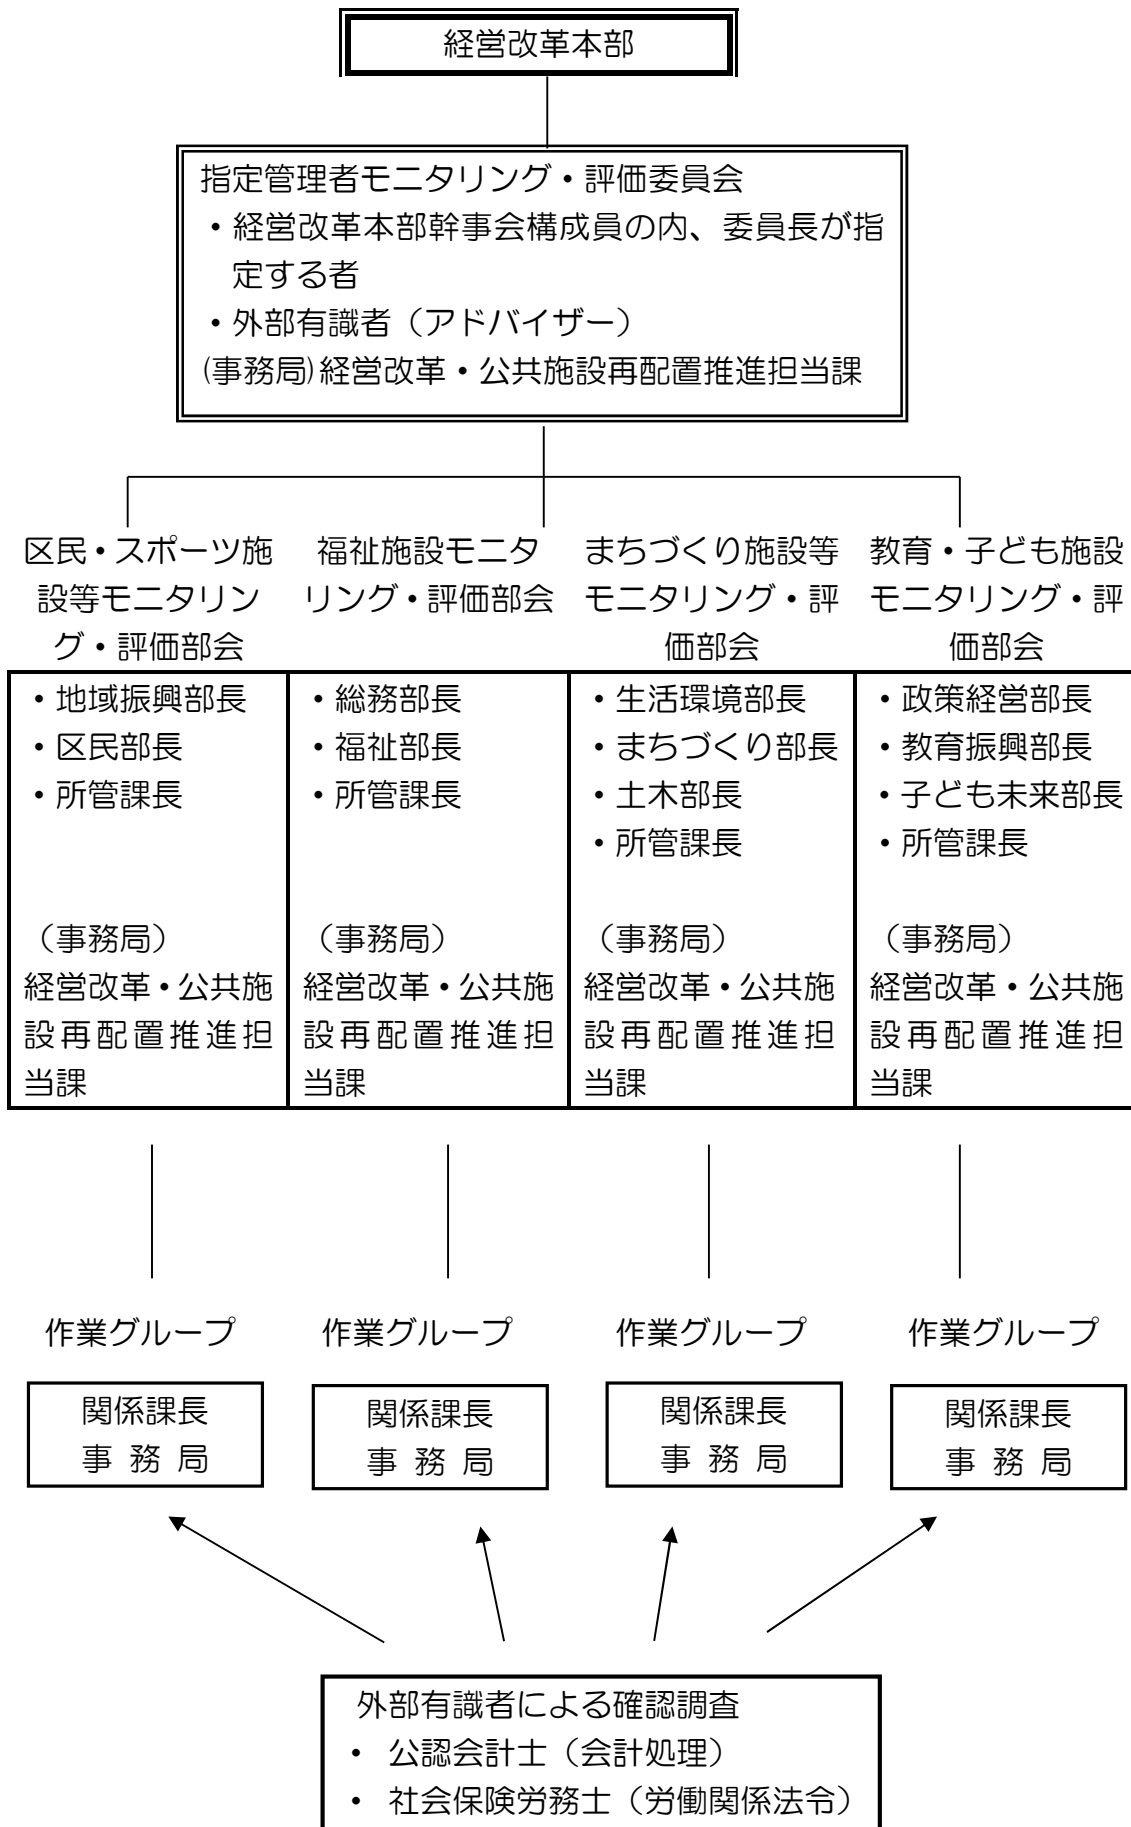 経営改革本部
指定管理者モニタリング・評価委員会
・経営改革本部幹事会構成員の内、委員長が指
定する者
・外部有識者（アドバイザー）
(事務局)経営改革・公共施設再配置推進担当課
区民・スポーツ施
設等モニタリン
グ・評価部会
福祉施設モニタ
リング・評価部会
まちづくり施設等
モニタリング・評
価部会
教育・子ども施設
モニタリング・評
価部会
・地域振興部長
・区民部長
・所管課長
（事務局）
経営改革・公共施
設再配置推進担
当課
・総務部長
・福祉部長
・所管課長
（事務局）
経営改革・公共施
設再配置推進担
当課
・生活環境部長
・まちづくり部長
・土木部長
・所管課長
（事務局）
経営改革・公共施
設再配置推進担
当課
・政策経営部長
・教育振興部長
・子ども未来部長
・所管課長
（事務局）
経営改革・公共施
設再配置推進担
当課
作業グループ
作業グループ
作業グループ
作業グループ
関係課長
事 務 局
関係課長
事 務 局
関係課長
事 務 局
関係課長
事 務 局
外部有識者による確認調査
・ 公認会計士（会計処理）
・ 社会保険労務士（労働関係法令）